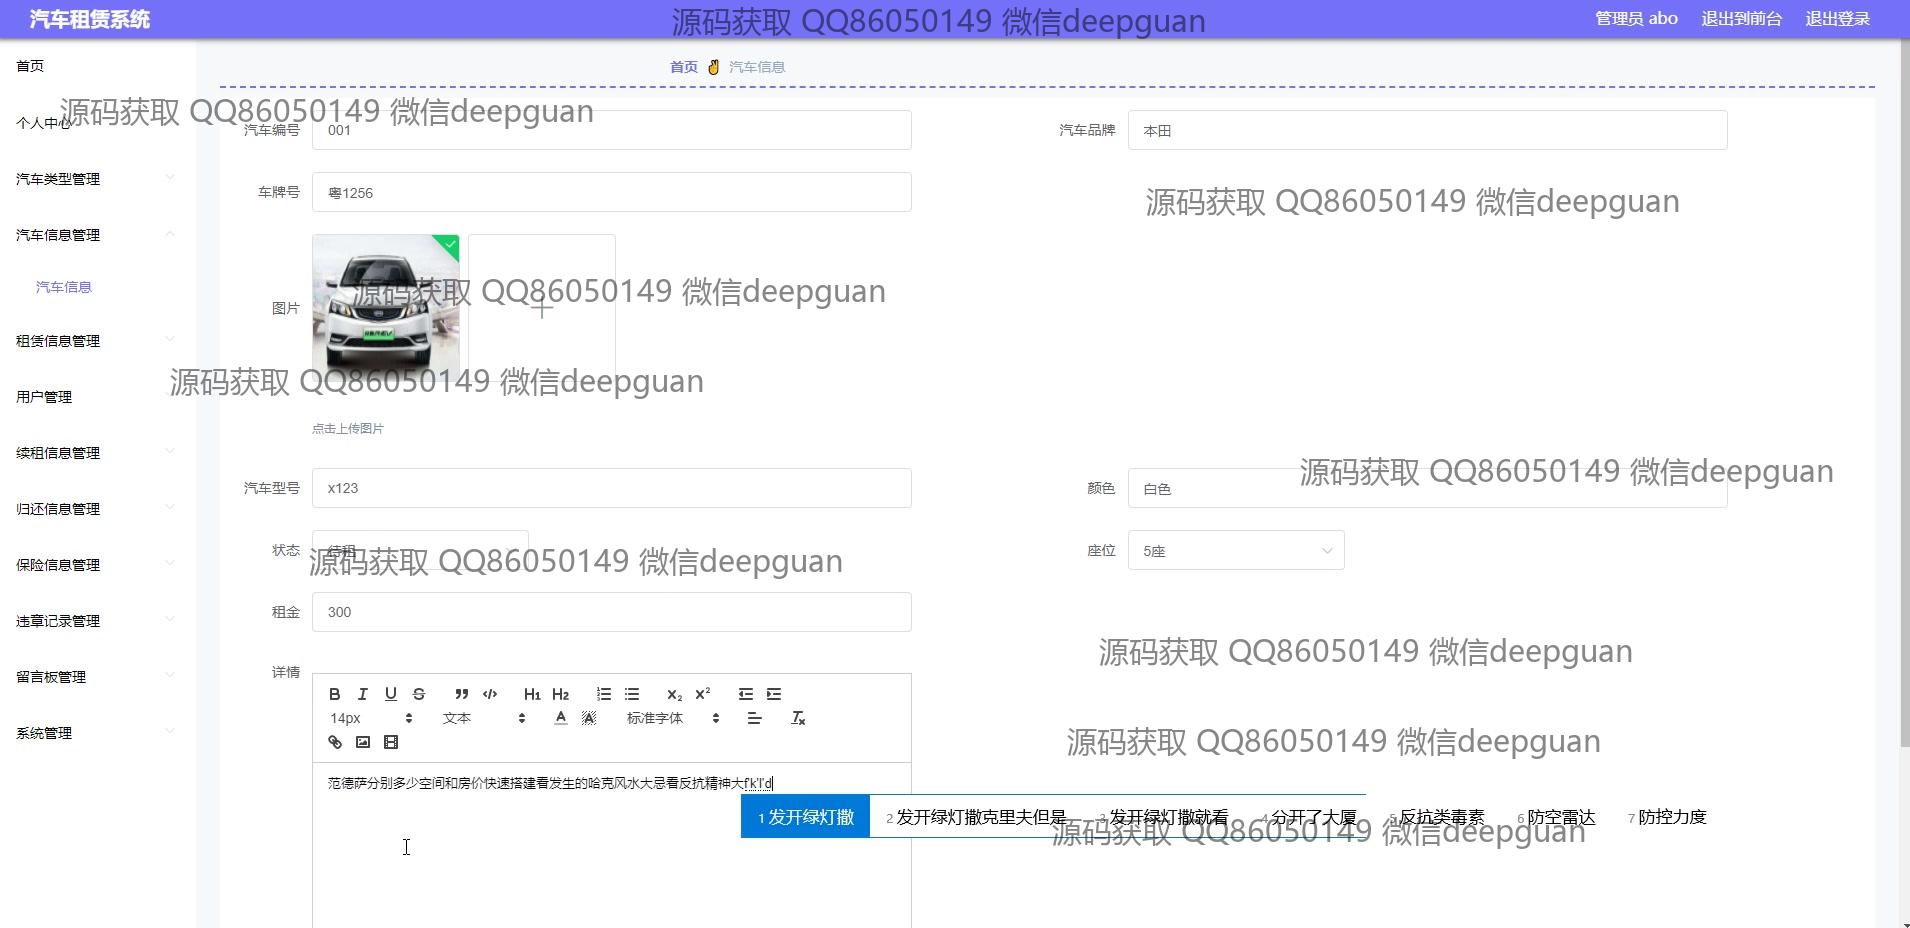 汽车租赁系统
源码获取 QQ86050149 微信deepguan
管理员 abo
退出到前台
退出登录
首页
首页
汽车信息
源码获取 QQ86050149 微信deepguan
个人中心
汽车编号
001
汽车品牌
本田
汽车类型管理
车牌号
粤1256
源码获取 QQ86050149 微信deepguan
汽车信息管理
汽车信息
图片
源码获取 QQ86050149 微信deepguan
租赁信息管理
源码获取 QQ86050149 微信deepguan
用户管理
点击上传图片
续租信息管理
源码获取 QQ86050149 微信deepguan
汽车型号
x123
颜色
白色
归还信息管理
状态
待租
座位
5座
源码获取 QQ86050149 微信deepguan
保险信息管理
租金
300
违章记录管理
源码获取 QQ86050149 微信deepguan
详情
留言板管理
B I U S H1 H2 X2 X2
14px 文本 A A 标准字体 Tx
系统管理
源码获取 QQ86050149 微信deepguan
范德萨分别多少空间和房价快速搭建看发生的哈克风水大忌看反抗精神大f'k'l'd
1 发开绿灯撒 2 发开绿灯撒克里夫但是 3 发开绿灯撒就看 4 分开了大厦 5 反抗类毒素 6 防空雷达 7 防控力度
源码获取 QQ86050149 微信deepguan